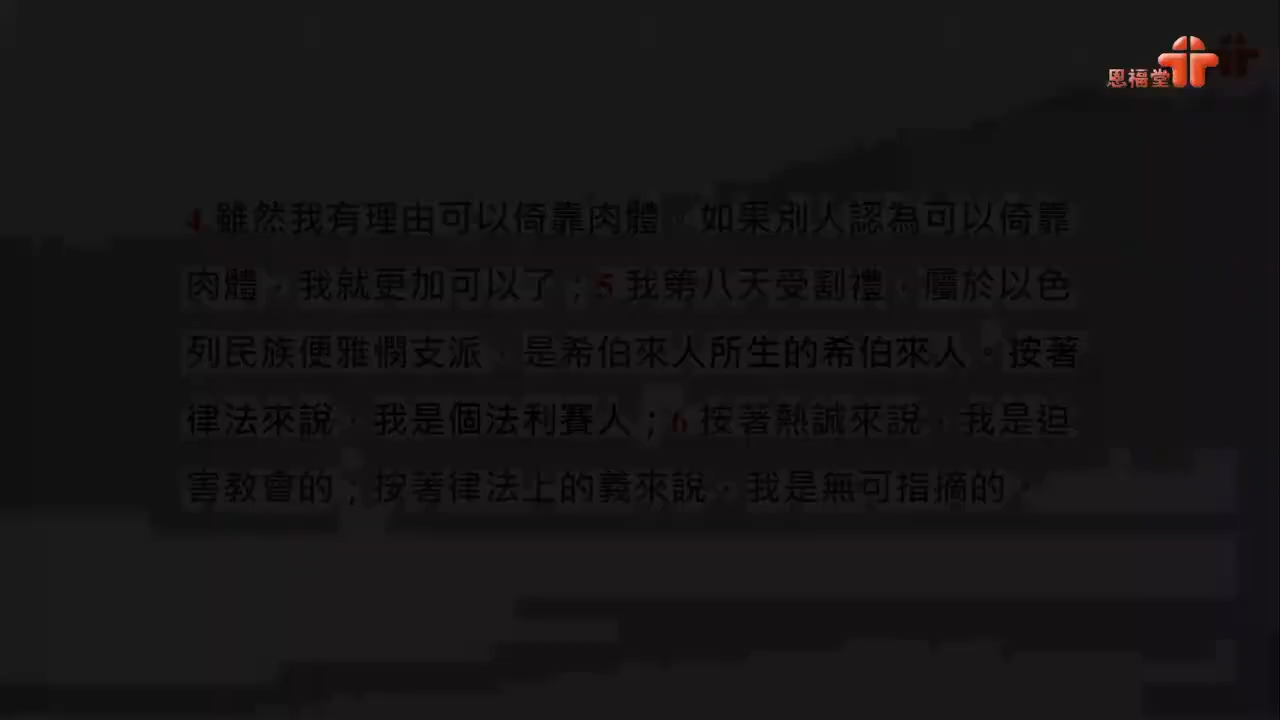 恩福堂
4 雖然我有理由可以倚靠肉體。如果別人認為可以倚靠
肉體，我就更加可以了；5 我第八天受割禮，屬於以色
列民族便雅憫支派，是希伯來人所生的希伯來人。按著
律法來說，我是個法利賽人；6 按著熱誠來說，我是迫
害教會的；按著律法上的義來說，我是無可指摘的。